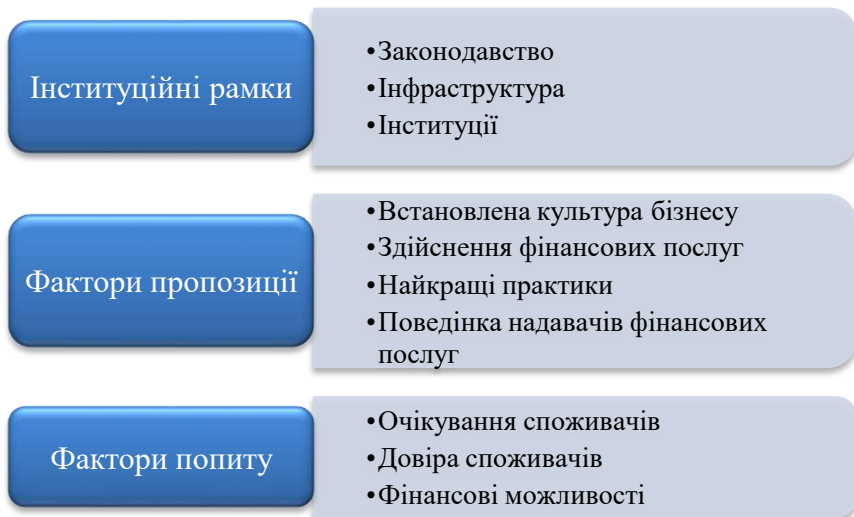 Інституційні рамки
•Законодавство
•Інфраструктура
•Інституції
Фактори пропозиції
•Встановлена культура бізнесу
•Здійснення фінансових послуг
•Найкращі практики
•Поведінка надавачів фінансових
послуг
Фактори попиту
•Очікування споживачів
•Довіра споживачів
•Фінансові можливості